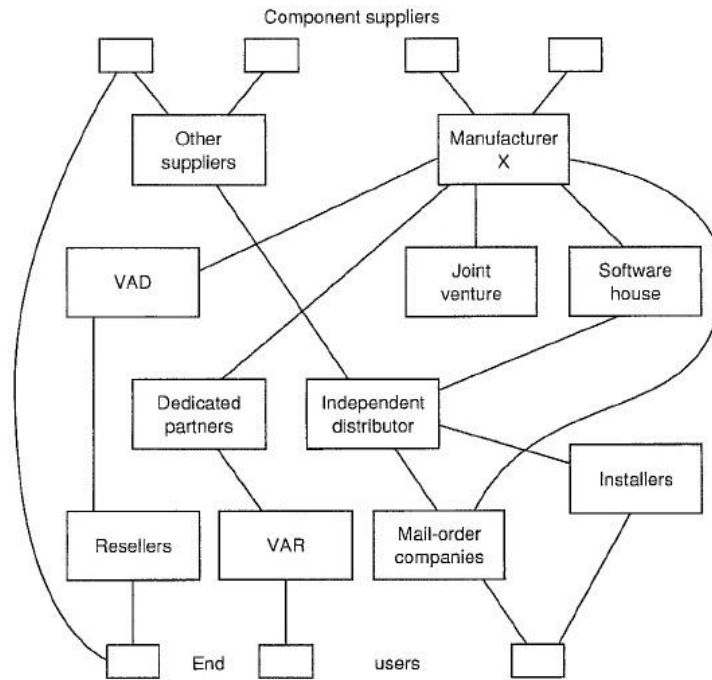 Component suppliers
Other
suppliers
Manufacturer
X
VAD
Joint
venture
Software
house
Dedicated
partners
Independent
distributor
Installers
Resellers
VAR
Mail-order
companies
End users